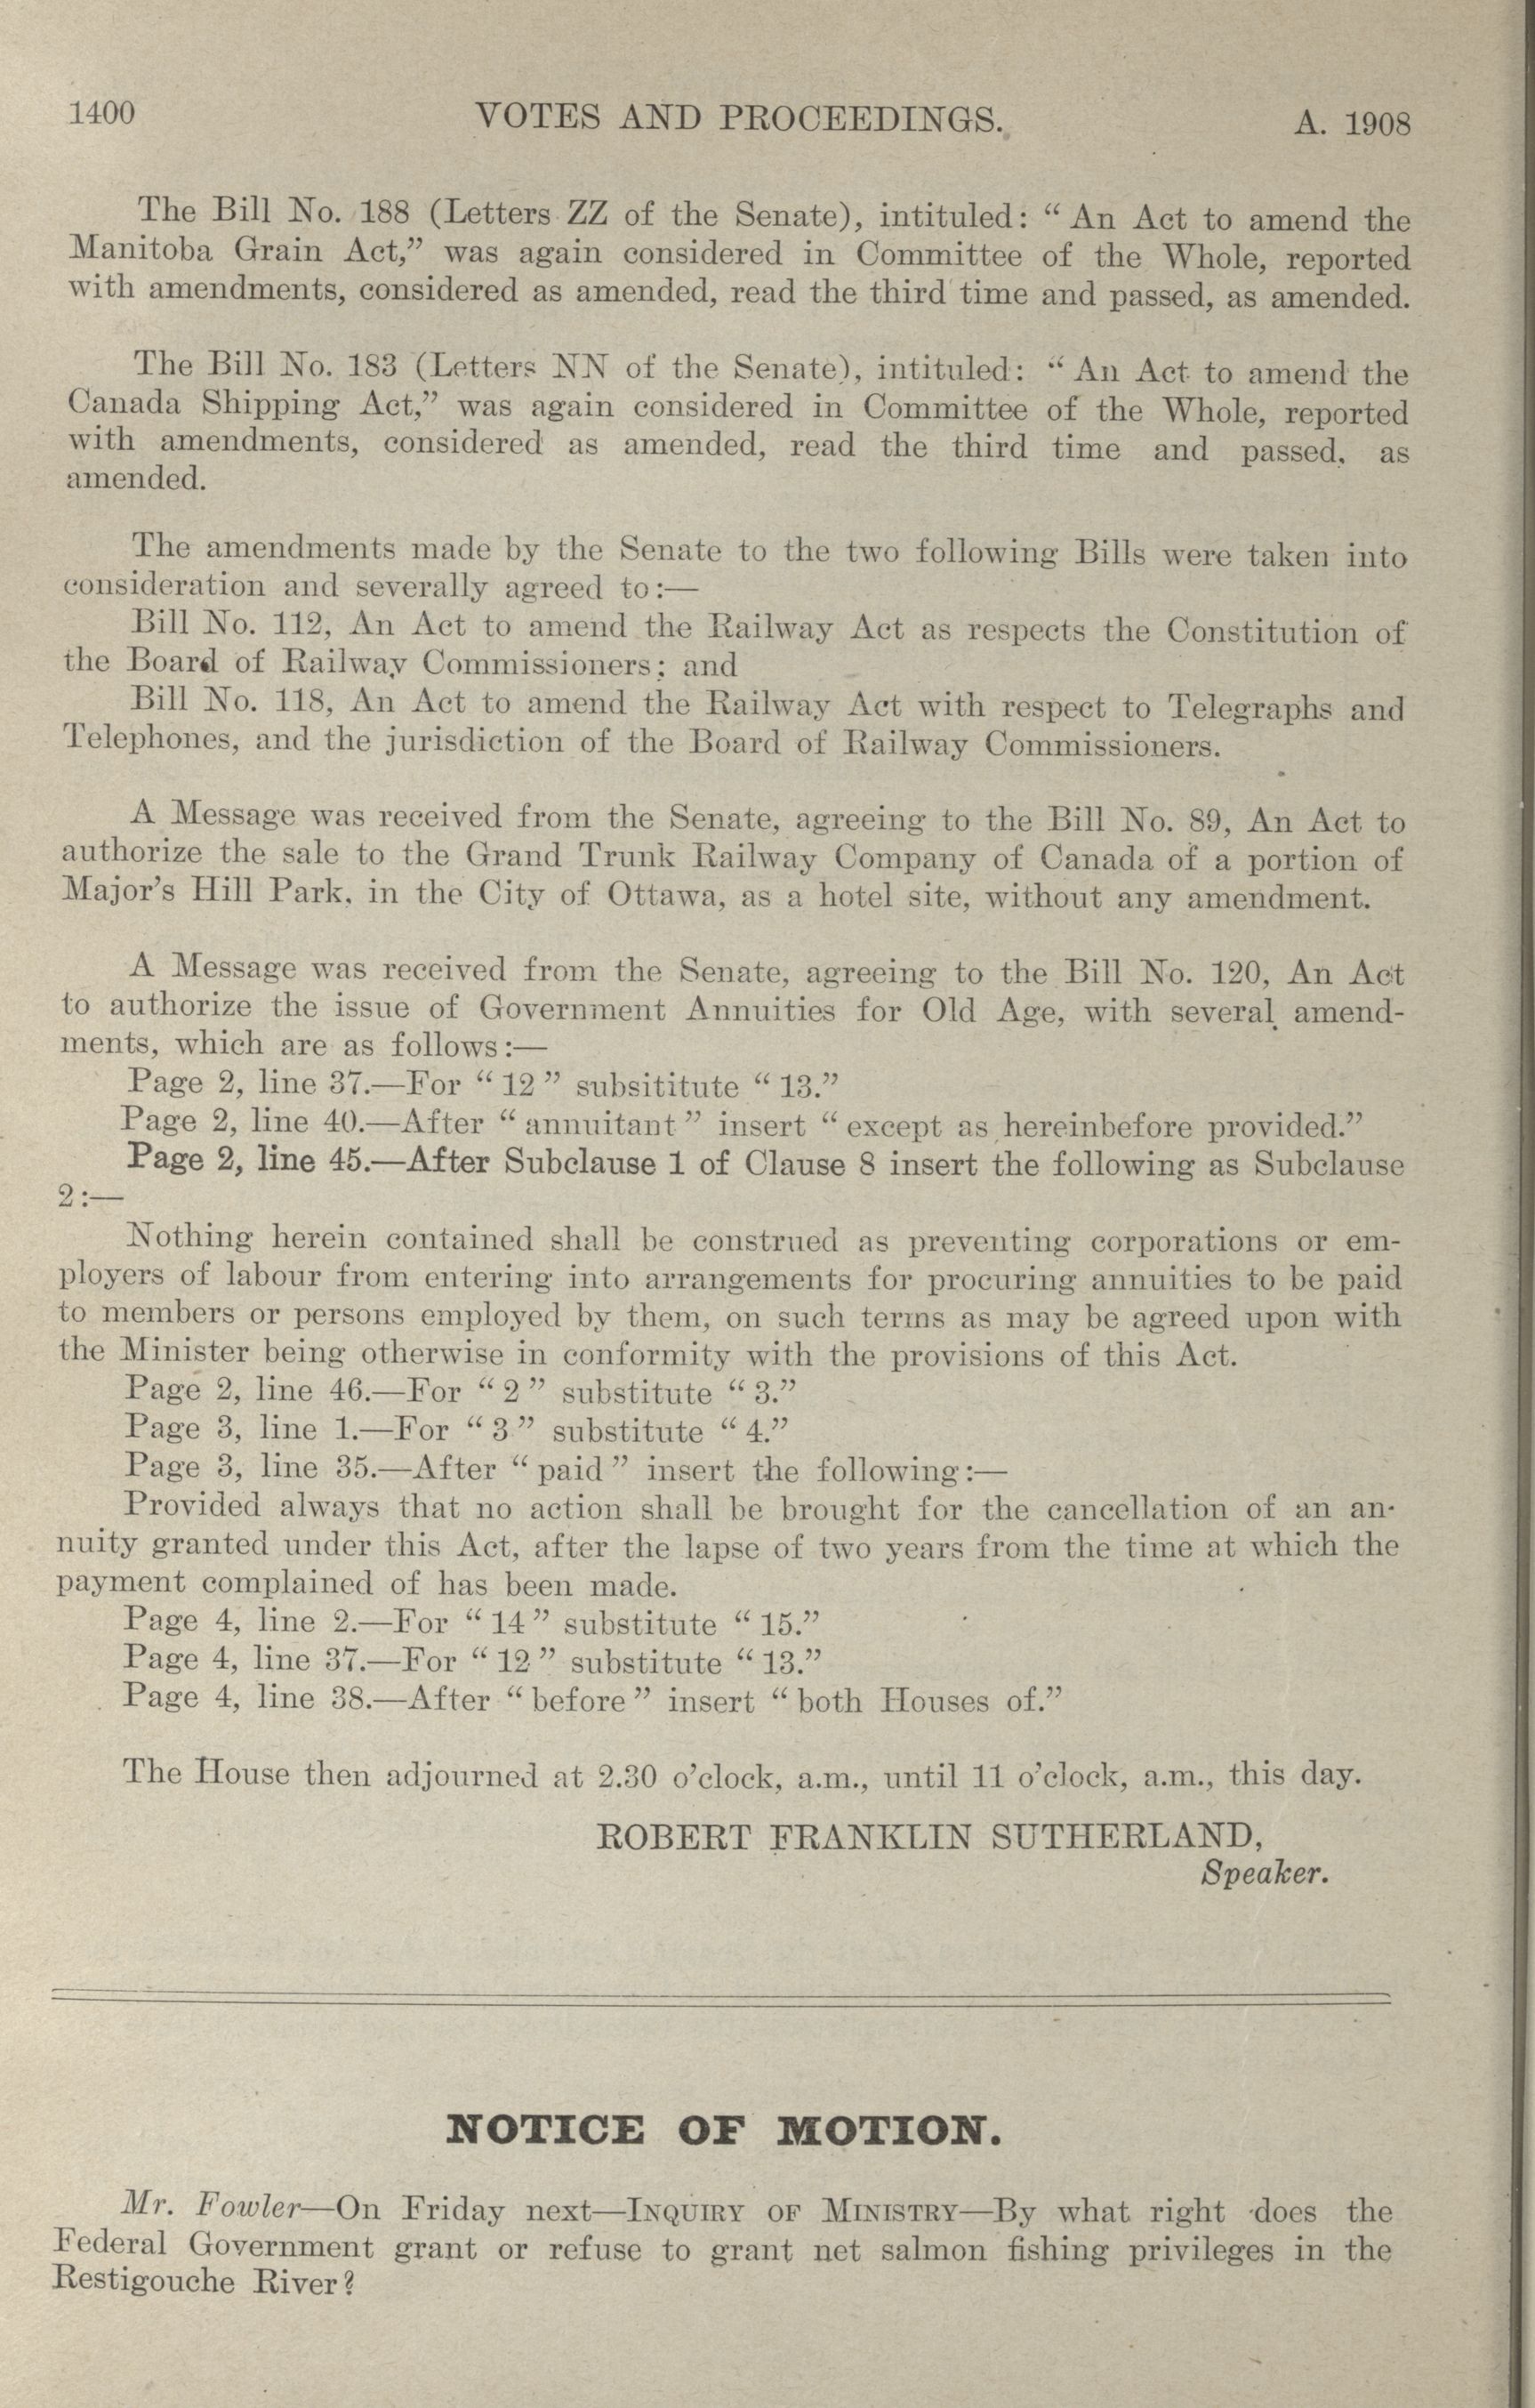 1400 VOTES AND PROCEEDINGS. A. 1908
The Bill No. 188 (Letters ZZ of the Senate), intituled: “ An Act to amend the
Manitoba Grain Act,” was again considered in Committee of the Whole, reported
with amendments, considered as amended, read the third time and passed, as amended.
The Bill No. 183 (Letters NN of the Senate), intituled: “ An Act to amend the
Canada Shipping Act,” was again considered in Committee of the Whole, reported
with amendments, considered as amended, read the third time and passed, as
amended.
The amendments made by the Senate to the two following Bills were taken into
consideration and severally agreed to:—
Bill No. 112, An Act to amend the Railway Act as respects the Constitution of
the Board of Railway Commissioners; and
Bill No. 118, An Act to amend the Railway Act with respect to Telegraphs and
Telephones, and the jurisdiction of the Board of Railway Commissioners.
A Message was received from the Senate, agreeing to the Bill No. 89, An Act to
authorize the sale to the Grand Trunk Railway Company of Canada of a portion of
Major’s Hill Park, in the City of Ottawa, as a hotel site, without any amendment.
A Message was received from the Senate, agreeing to the Bill No. 120, An Act
to authorize the issue of Government Annuities for Old Age, with several amend-
ments, which are as follows:—
Page 2, line 37.—For “ 12 ” subsititute “ 13.”
Page 2, line 40.—After “ annuitant ” insert “ except as hereinbefore provided.”
Page 2, line 45.—After Subclause 1 of Clause 8 insert the following as Subclause
2:—
Nothing herein contained shall be construed as preventing corporations or em-
ployers of labour from entering into arrangements for procuring annuities to be paid
to members or persons employed by them, on such terms as may be agreed upon with
the Minister being otherwise in conformity with the provisions of this Act.
Page 2, line 46.—For “ 2 ” substitute “ 3.”
Page 3, line 1.—For “ 3 ” substitute “ 4.”
Page 3, line 35.—After “ paid ” insert the following:—
Provided always that no action shall be brought for the cancellation of an an-
nuity granted under this Act, after the lapse of two years from the time at which the
payment complained of has been made.
Page 4, line 2.—For “ 14 ” substitute “ 15.”
Page 4, line 37.—For “ 12 ” substitute “ 13.”
Page 4, line 38.—After “ before ” insert “ both Houses of.”
The House then adjourned at 2.30 o’clock, a.m., until 11 o’clock, a.m., this day.
ROBERT FRANKLIN SUTHERLAND,
Speaker.
NOTICE OF MOTION.
Mr. Fowler—On Friday next—INQUIRY OF MINISTRY—By what right does the
Federal Government grant or refuse to grant net salmon fishing privileges in the
Restigouche River?